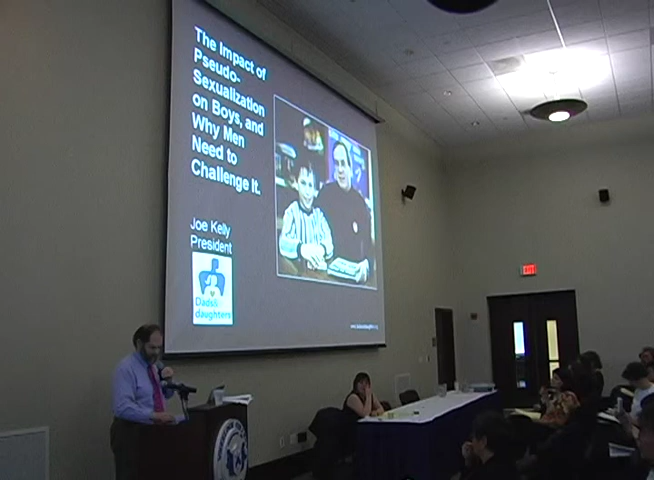 The Impact of
Pseudo-
Sexualization
on Boys, and
Why Men
Need to
Challenge It.
Joe Kelly
President
Dads&
daughters
EXIT